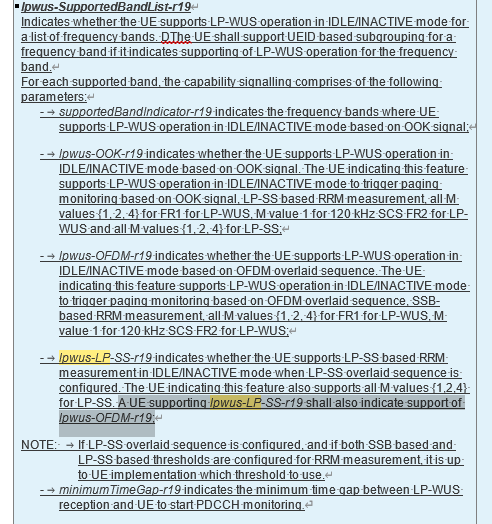 lpwus-SupportedBandList-r19
Indicates whether the UE supports LP-WUS operation in IDLE/INACTIVE mode for
a list of frequency bands. DThe UE shall support UEID based subgrouping for a
frequency band if it indicates supporting of LP-WUS operation for the frequency
band.
For each supported band, the capability signalling comprises of the following
parameters:
- supportedBandIndicator-r19 indicates the frequency bands where UE
supports LP-WUS operation in IDLE/INACTIVE mode based on OOK signal;
- lpwus-OOK-r19 indicates whether the UE supports LP-WUS operation in
IDLE/INACTIVE mode based on OOK signal. The UE indicating this feature
supports LP-WUS operation in IDLE/INACTIVE mode to trigger paging
monitoring based on OOK signal, LP-SS based RRM measurement, all M
values {1, 2, 4} for FR1 for LP-WUS, M value 1 for 120 kHz SCS FR2 for LP-
WUS and all M values {1, 2, 4} for LP-SS;
- lpwus-OFDM-r19 indicates whether the UE supports LP-WUS operation in
IDLE/INACTIVE mode based on OFDM overlaid sequence. The UE
indicating this feature supports LP-WUS operation in IDLE/INACTIVE mode
to trigger paging monitoring based on OFDM overlaid sequence, SSB-
based RRM measurement, all M values {1, 2, 4} for FR1 for LP-WUS, M
value 1 for 120 kHz SCS FR2 for LP-WUS;
- lpwus-LP-SS-r19 indicates whether the UE supports LP-SS based RRM
measurement in IDLE/INACTIVE mode when LP-SS overlaid sequence is
configured. The UE indicating this feature also supports all M values {1,2,4}
for LP-SS. A UE supporting lpwus-LP-SS-r19 shall also indicate support of
lpwus-OFDM-r19;
NOTE: If LP-SS overlaid sequence is configured, and if both SSB based and
LP-SS based thresholds are configured for RRM measurement, it is up
to UE implementation which threshold to use.
- minimumTimeGap-r19 indicates the minimum time gap between LP-WUS
reception and UE to start PDCCH monitoring.